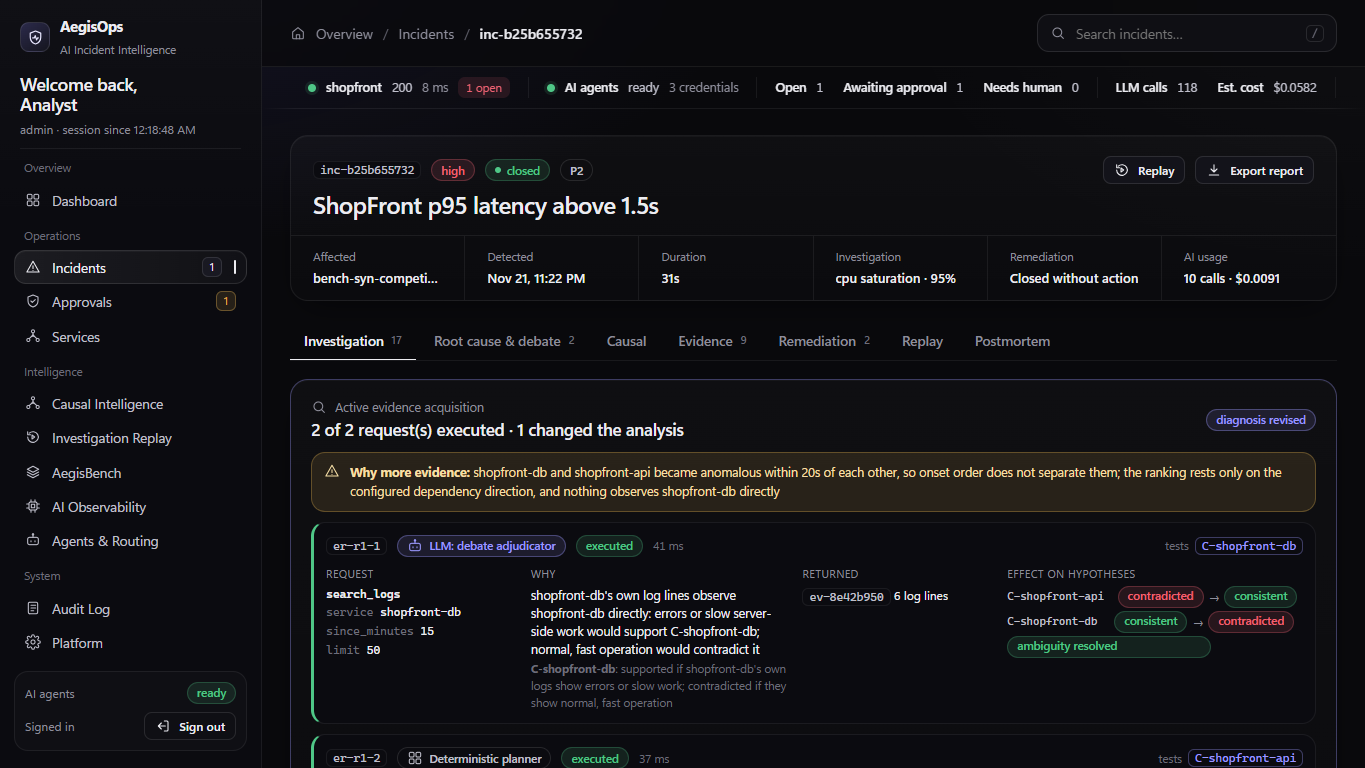 AegisOps
AI Incident Intelligence
Welcome back,
Analyst
admin · session since 12:18:48 AM
Overview
Dashboard
Operations
Incidents 1
Approvals 1
Services
Intelligence
Causal Intelligence
Investigation Replay
AegisBench
AI Observability
Agents & Routing
System
Audit Log
Platform
AI agents ready
Signed in Sign out
Overview / Incidents / inc-b25b655732
Search incidents... /
shopfront 200 8 ms 1 open AI agents ready 3 credentials Open 1 Awaiting approval 1 Needs human 0 LLM calls 118 Est. cost $0.0582
inc-b25b655732 high closed P2 Replay Export report
ShopFront p95 latency above 1.5s
Affected Detected Duration Investigation Remediation AI usage
bench-syn-competi... Nov 21, 11:22 PM 31s cpu saturation · 95% Closed without action 10 calls · $0.0091
Investigation 17 Root cause & debate 2 Causal Evidence 9 Remediation 2 Replay Postmortem
Active evidence acquisition
2 of 2 request(s) executed · 1 changed the analysis
diagnosis revised
Why more evidence: shopfront-db and shopfront-api became anomalous within 20s of each other, so onset order does not separate them; the ranking rests only on the
configured dependency direction, and nothing observes shopfront-db directly
er-r1-1 LLM: debate adjudicator executed 41 ms tests C-shopfront-db
REQUEST
search_logs
service shopfront-db
since_minutes 15
limit 50
WHY
shopfront-db's own log lines observe
shopfront-db directly: errors or slow server-
side work would support C-shopfront-db;
normal, fast operation would contradict it
C-shopfront-db: supported if shopfront-db's own
logs show errors or slow work; contradicted if they
show normal, fast operation
RETURNED
ev-8e42b950 6 log lines
EFFECT ON HYPOTHESES
C-shopfront-api contradicted → consistent
C-shopfront-db consistent → contradicted
ambiguity resolved
er-r1-2 Deterministic planner executed 37 ms tests C-shopfront-api